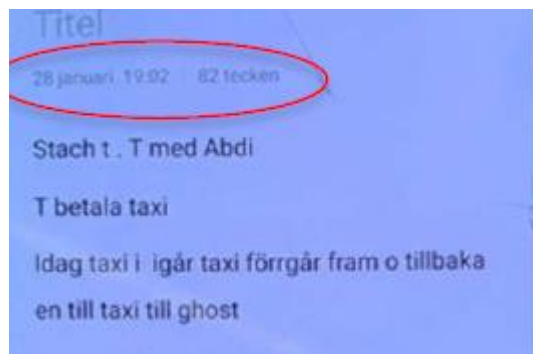 Titel
28 januari 19:02 | 82 tecken
Stach t . T med Abdi
T betala taxi
Idag taxi i igår taxi förrgår fram o tillbaka
en till taxi till ghost